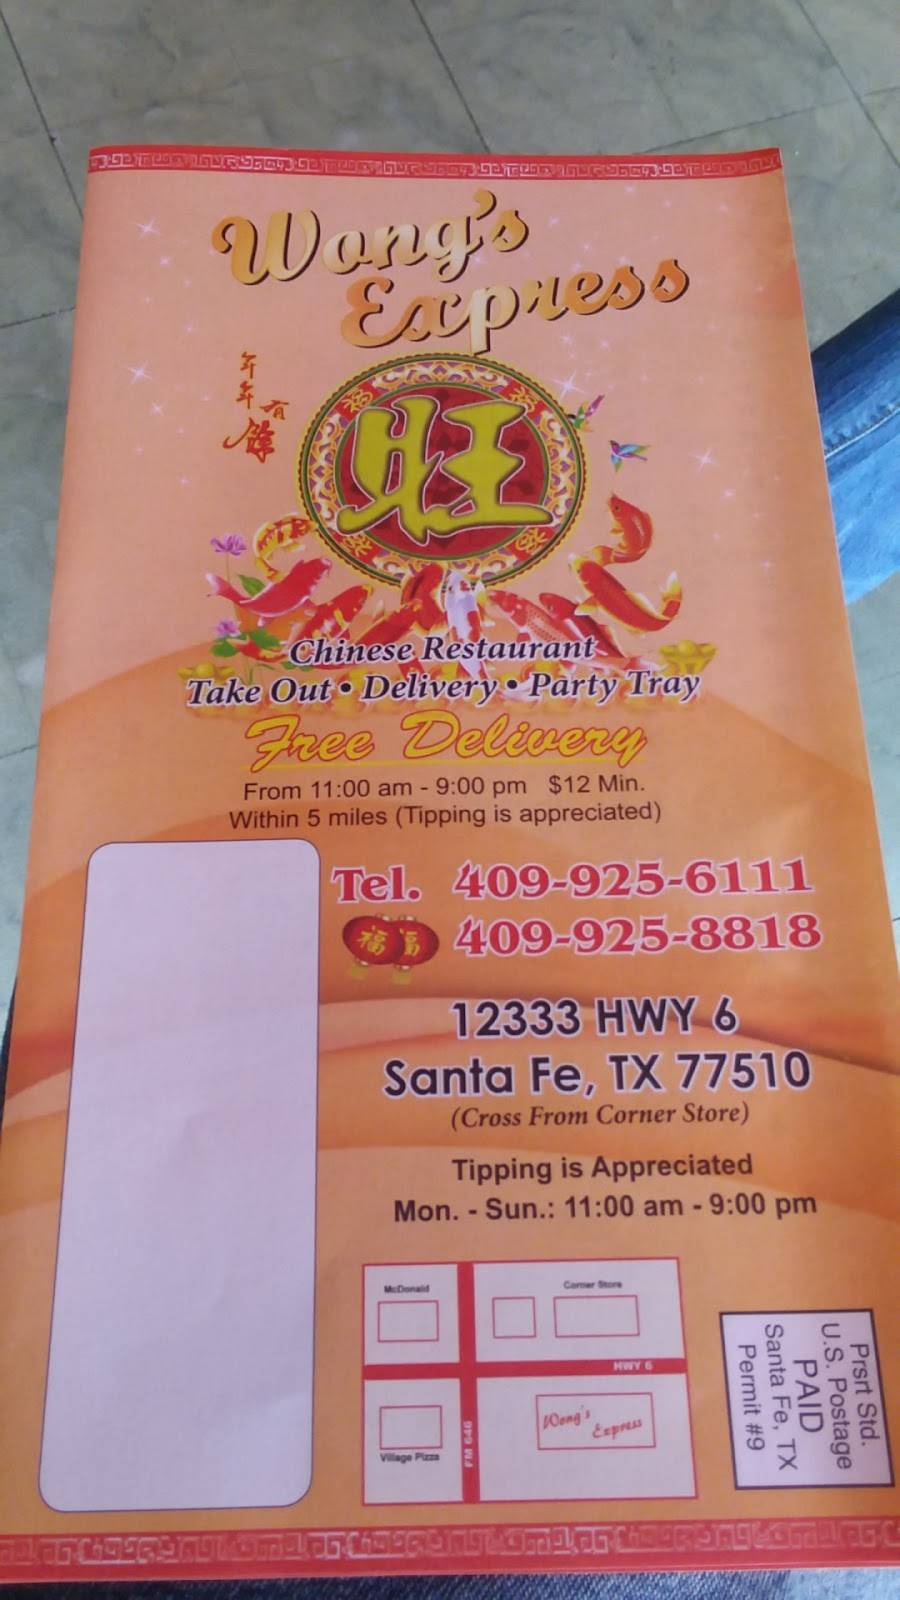 Wong's
Express
年年有餘
旺
Chinese Restaurant
Take Out • Delivery • Party Tray
Free Delivery
From 11:00 am - 9:00 pm $12 Min.
Within 5 miles (Tipping is appreciated)
Tel. 409-925-6111
福 福 409-925-8818
12333 HWY 6
Santa Fe, TX 77510
(Cross From Corner Store)
Tipping is Appreciated
Mon. - Sun.: 11:00 am - 9:00 pm
McDonald
Corner Store
HWY 6
Wong's
Express
FM 646
Village Pizza
Prsrt Std.
U.S. Postage
PAID
Santa Fe, TX
Permit #9